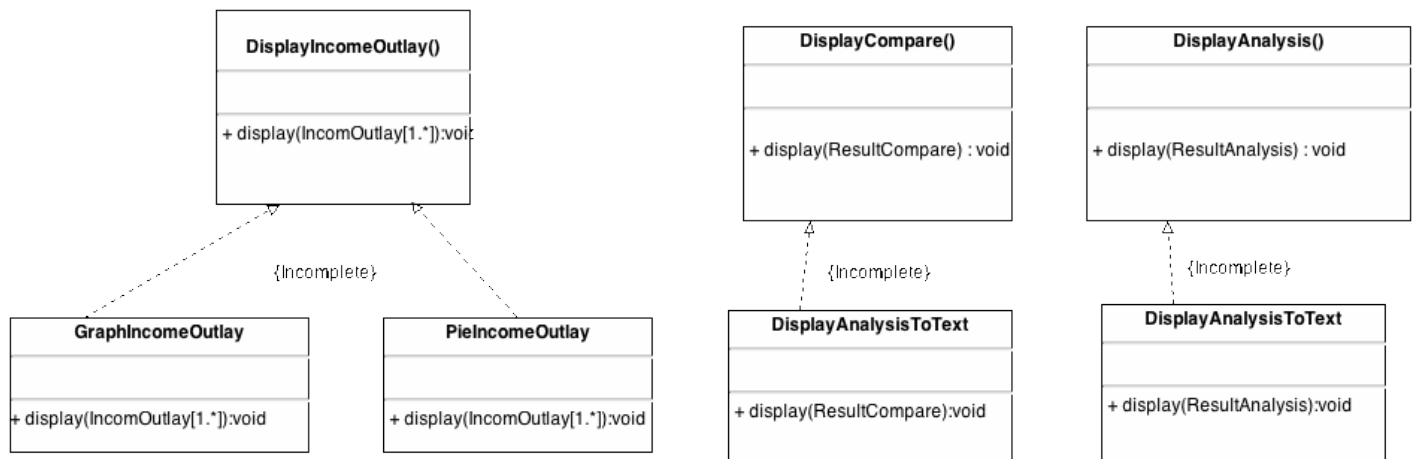 DisplayIncomeOutlay()
+ display(IncomOutlay[1.*]):void
{Incomplete}
GraphIncomeOutlay
+ display(IncomOutlay[1.*]):void
PieIncomeOutlay
+ display(IncomOutlay[1.*]):void
DisplayCompare()
+ display(ResultCompare) : void
{Incomplete}
DisplayAnalysisToText
+ display(ResultCompare):void
DisplayAnalysis()
+ display(ResultAnalysis) : void
{Incomplete}
DisplayAnalysisToText
+ display(ResultAnalysis):void